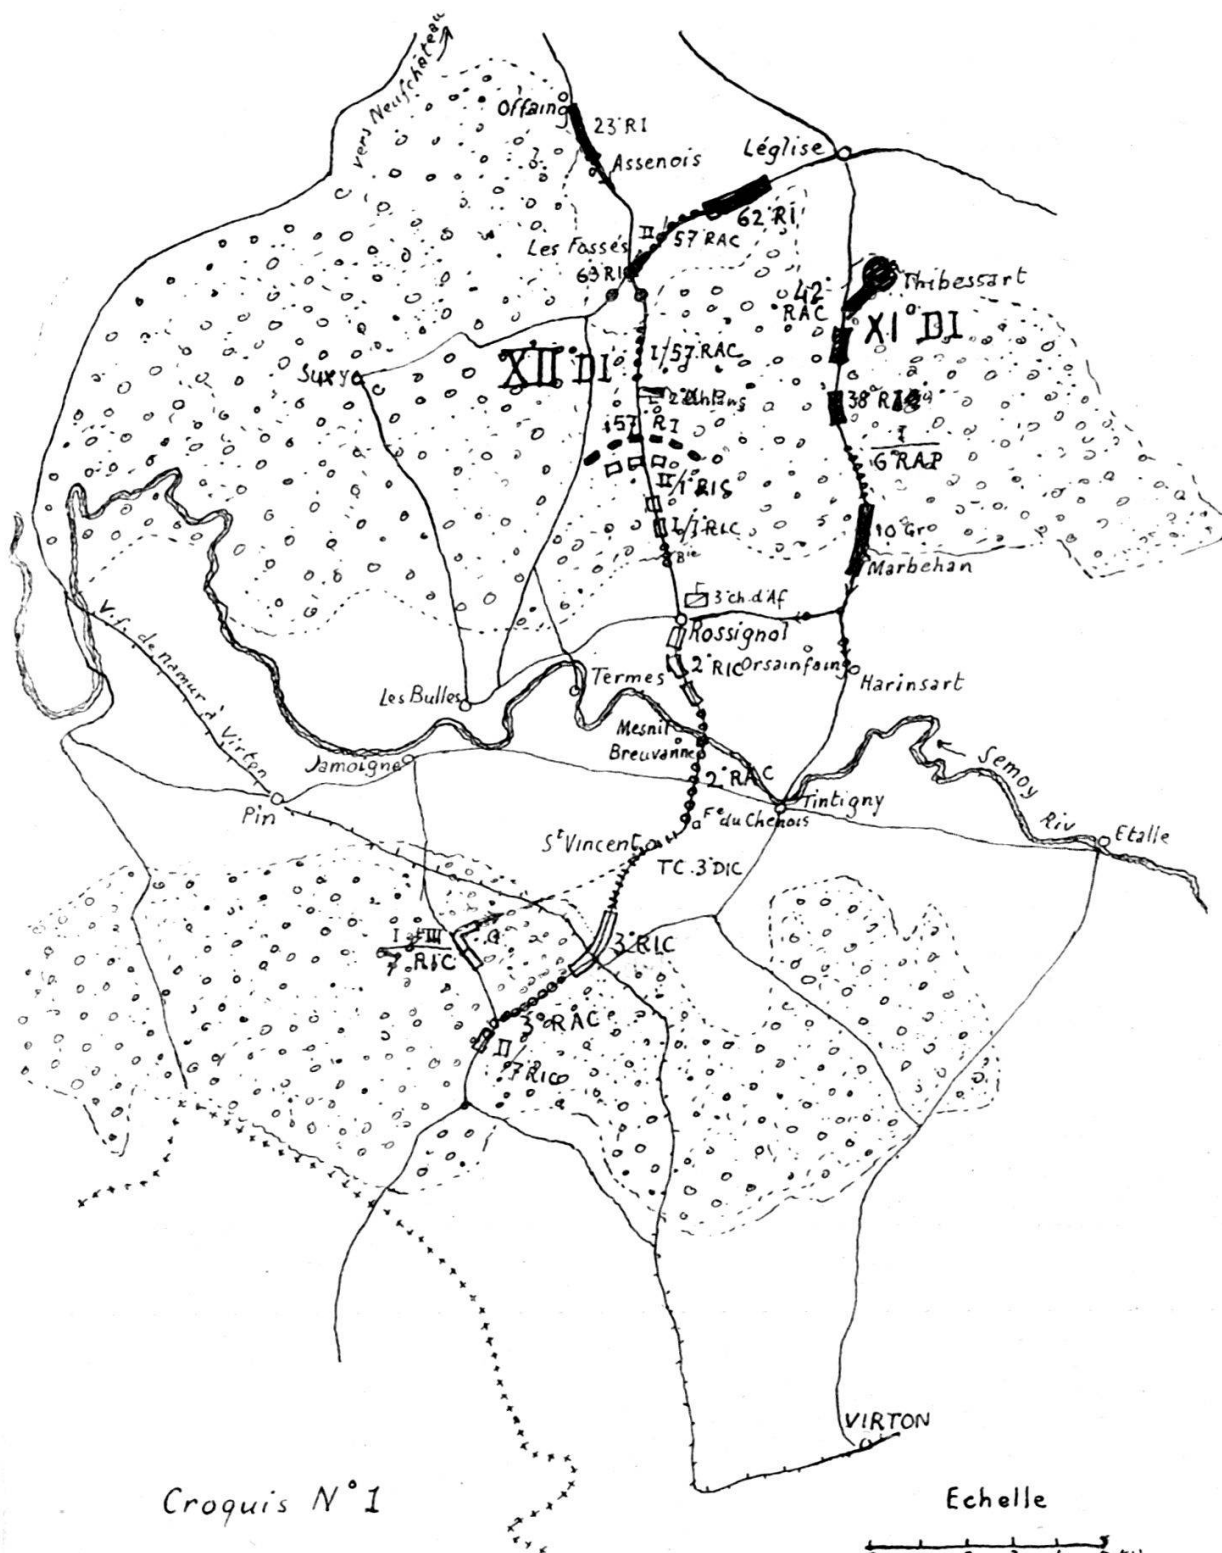 vers Neufchâteau
Offaing
23° RI
Assenois
Léglise
62° RI
II
57° RAC
Les Fossés
63 RI
Thibessart
42°
RAC
XI° DI
I/57° RAC
Suxy
XII° DI
2° Uhlans
157° RI
38° R
I
6° RAP
II/1° RIC
I/1° RIC
Bie
10° Gr
Marbehan
3° ch. d'Af
Rossignol
2° RIC
Orsainfaing
Harinsart
V.f. de Namur à Virton
Les Bulles
Termes
Mesnil
Breuvanne
Jamoigne
2° RAC
Semoy
Riv
Pin
Tintigny
Fe du Chenois
Etalle
St Vincent
TC. 3° DIC
I et III
7° RIC
3° RIC
3° RAC
II
7 RIC
VIRTON
Croquis N° 1
Echelle